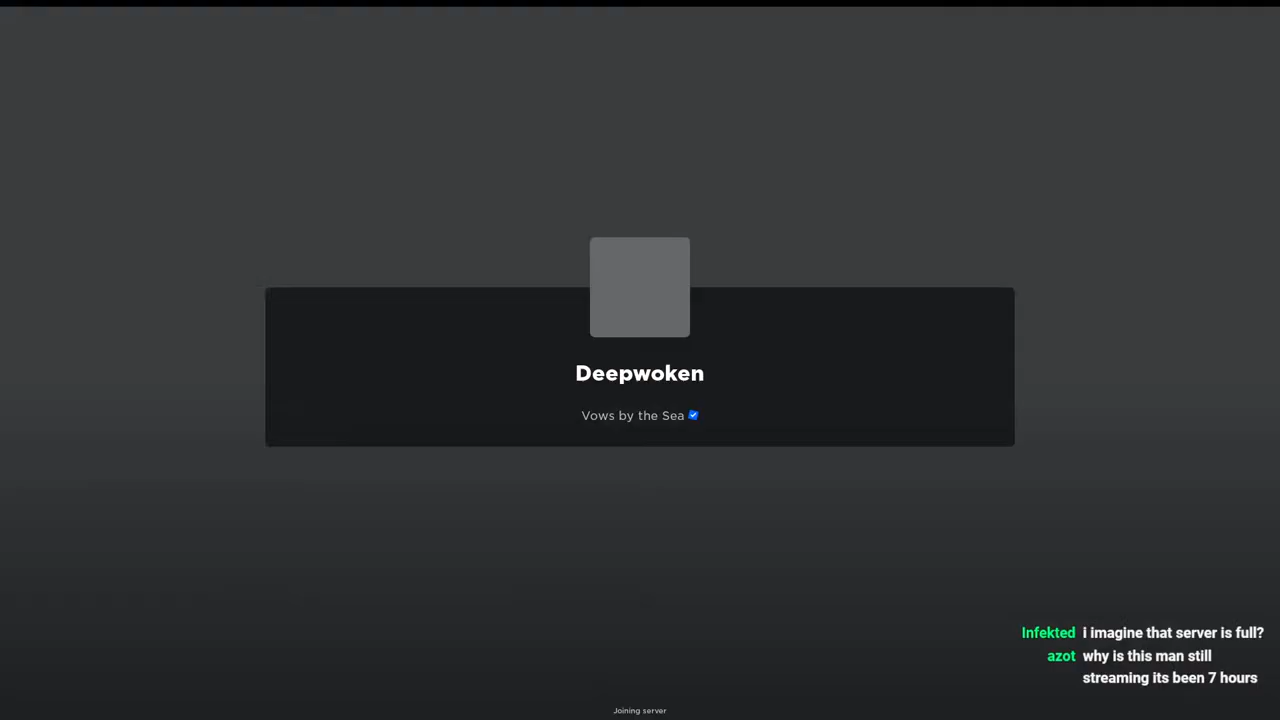 Deepwoken
Vows by the Sea
Infekted i imagine that server is full?
azot why is this man still
streaming its been 7 hours
Joining server